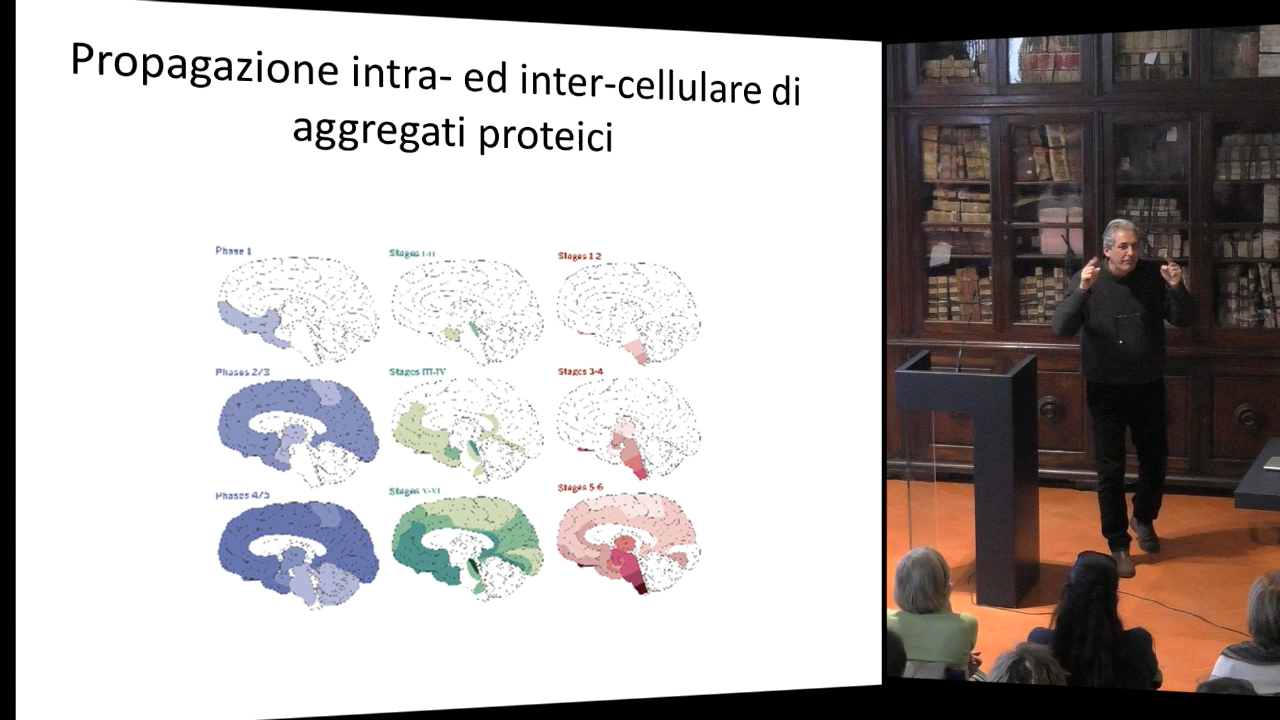 Propagazione intra- ed inter-cellulare di
aggregati proteici
Phase 1
Stages I-II
Stages 1 2
Phases 2/3
Stages III-IV
Stages 3-4
Phases 4/5
Stages V-VI
Stages 5-6